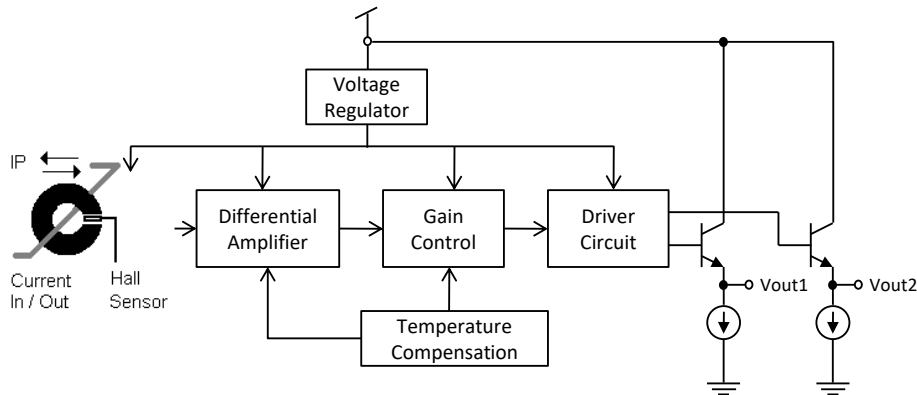 Voltage
Regulator
IP
Differential
Amplifier
Gain
Control
Driver
Circuit
Current
In / Out
Hall
Sensor
Vout1
Vout2
Temperature
Compensation